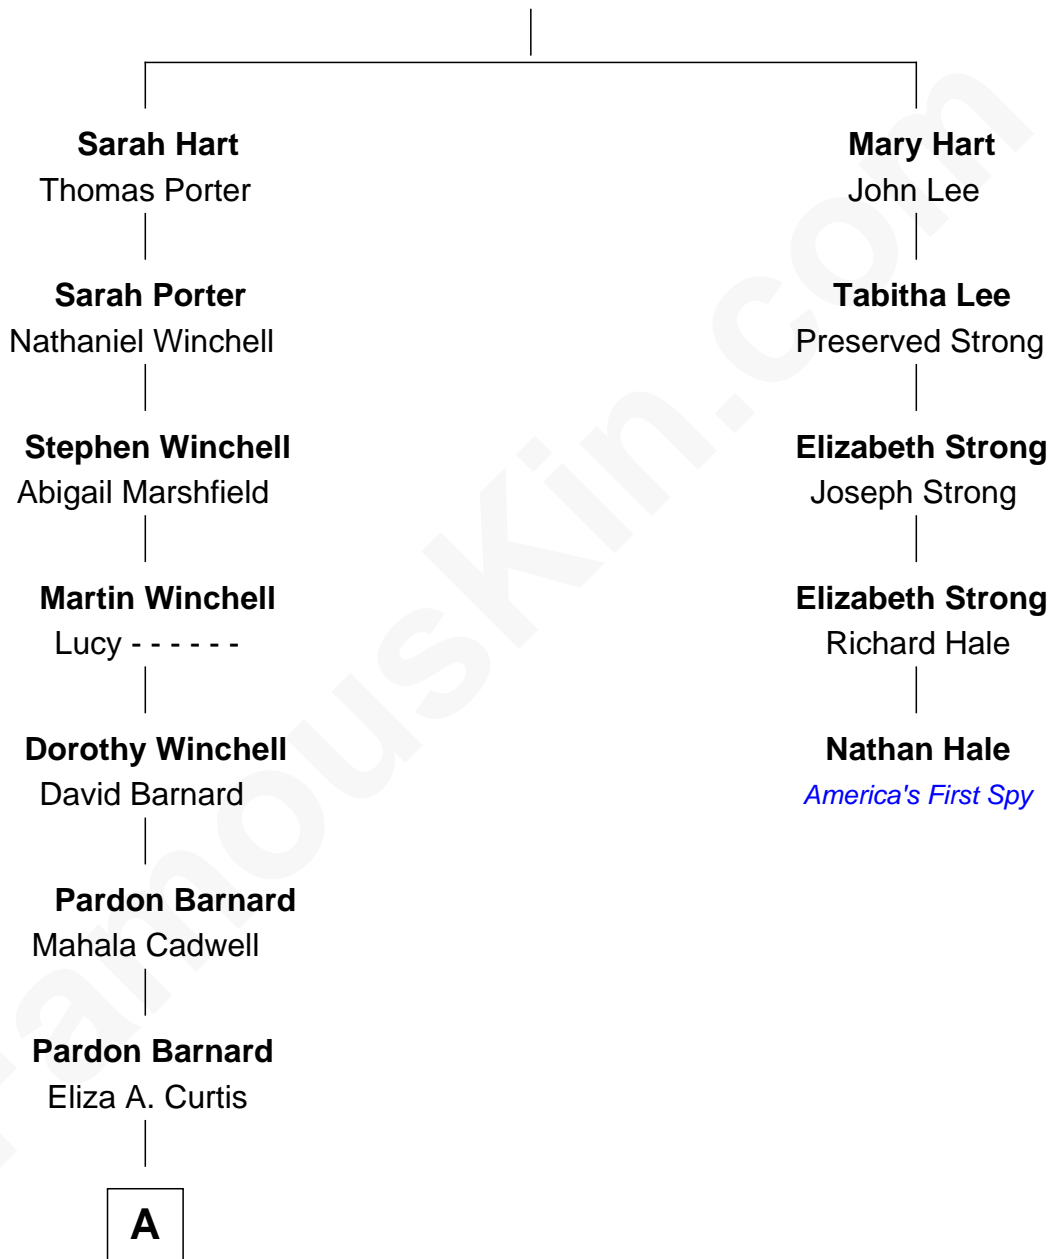 Sarah Hart
Thomas Porter
Mary Hart
John Lee
Sarah Porter
Nathaniel Winchell
Tabitha Lee
Preserved Strong
Stephen Winchell
Abigail Marshfield
Elizabeth Strong
Joseph Strong
Martin Winchell
Lucy - - - - - -
Elizabeth Strong
Richard Hale
Dorothy Winchell
David Barnard
Nathan Hale
America's First Spy
Pardon Barnard
Mahala Cadwell
Pardon Barnard
Eliza A. Curtis
A
FamousKin.com